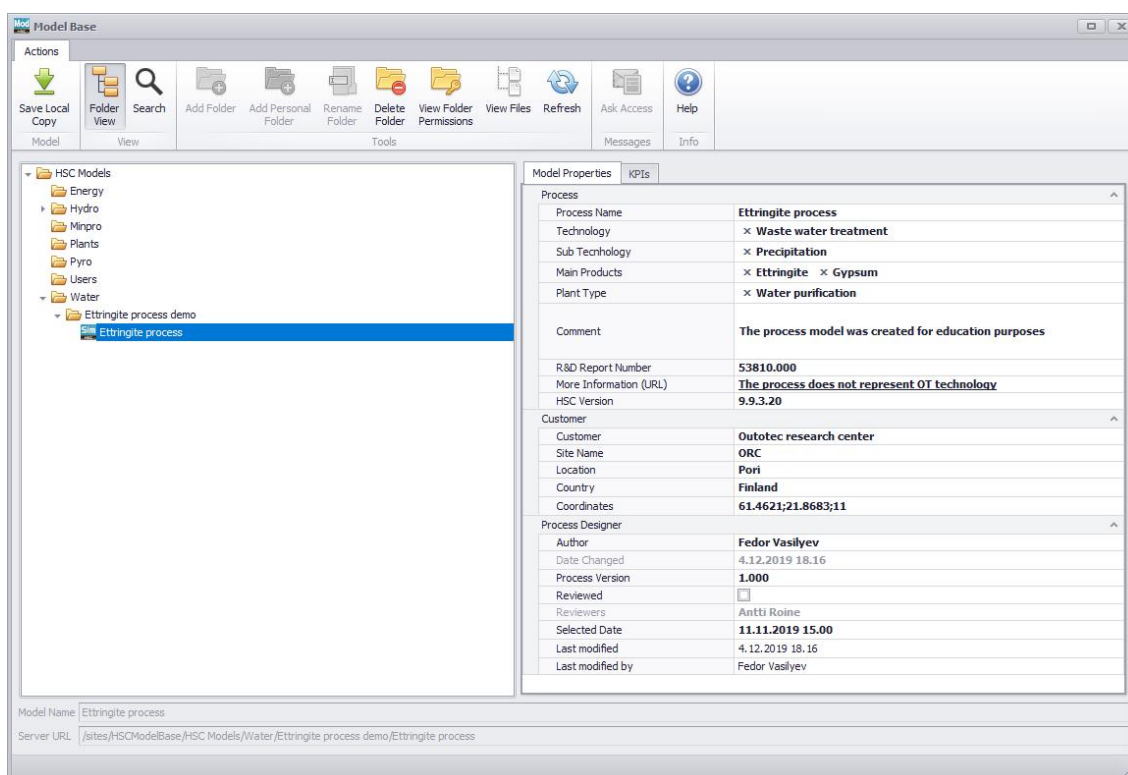 Mod Model Base
Actions
Save Local Copy
Folder View
Search
Add Folder
Add Personal Folder
Rename Folder
Delete Folder
View Folder Permissions
View Files
Refresh
Ask Access
Help
Model
View
Tools
Messages
Info
HSC Models
Energy
Hydro
Minpro
Plants
Pyro
Users
Water
Ettringite process demo
Sim Ettringite process
Model Properties KPIs
Process
Process Name Ettringite process
Technology × Waste water treatment
Sub Tecnhology × Precipitation
Main Products × Ettringite × Gypsum
Plant Type × Water purification
Comment The process model was created for education purposes
R&D Report Number 53810.000
More Information (URL) The process does not represent OT technology
HSC Version 9.9.3.20
Customer
Customer Outotec research center
Site Name ORC
Location Pori
Country Finland
Coordinates 61.4621;21.8683;11
Process Designer
Author Fedor Vasilyev
Date Changed 4.12.2019 18.16
Process Version 1.000
Reviewed
Reviewers Antti Roine
Selected Date 11.11.2019 15.00
Last modified 4.12.2019 18.16
Last modified by Fedor Vasilyev
Model Name Ettringite process
Server URL /sites/HSCModelBase/HSC Models/Water/Ettringite process demo/Ettringite process